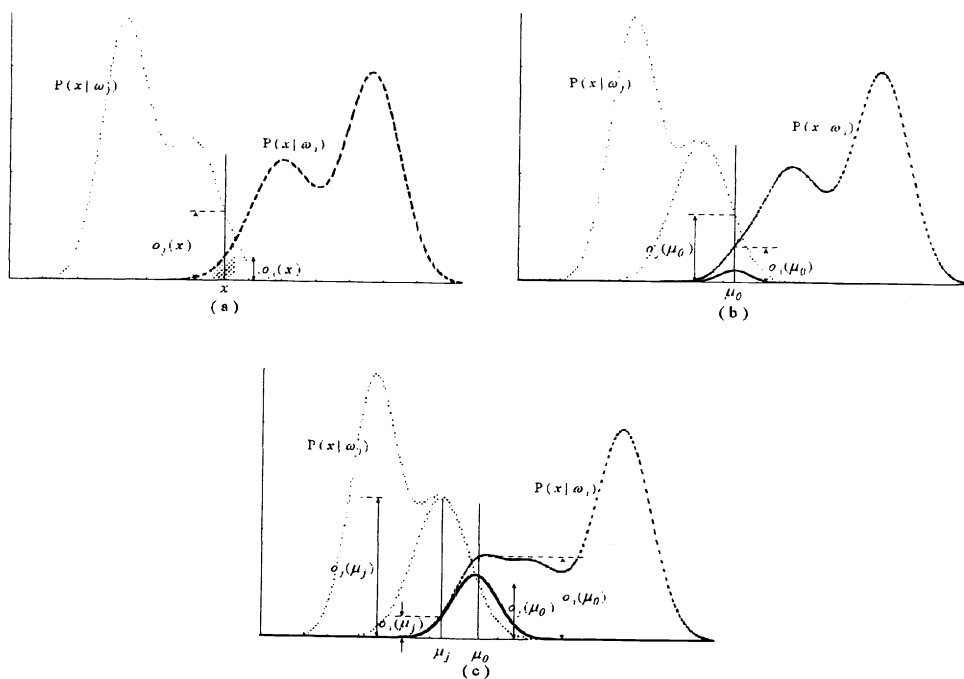 P(x|ωⱼ)
P(x|ωᵢ)
oⱼ(x)
oᵢ(x)
x
(a)
P(x|ωⱼ)
P(x ωᵢ)
oⱼ(μ₀)
oᵢ(μ₀)
μ₀
(b)
P(x|ωⱼ)
P(x|ωᵢ)
oⱼ(μⱼ)
oᵢ(μⱼ)
oⱼ(μ₀)
oᵢ(μ₀)
μⱼ μ₀
(c)